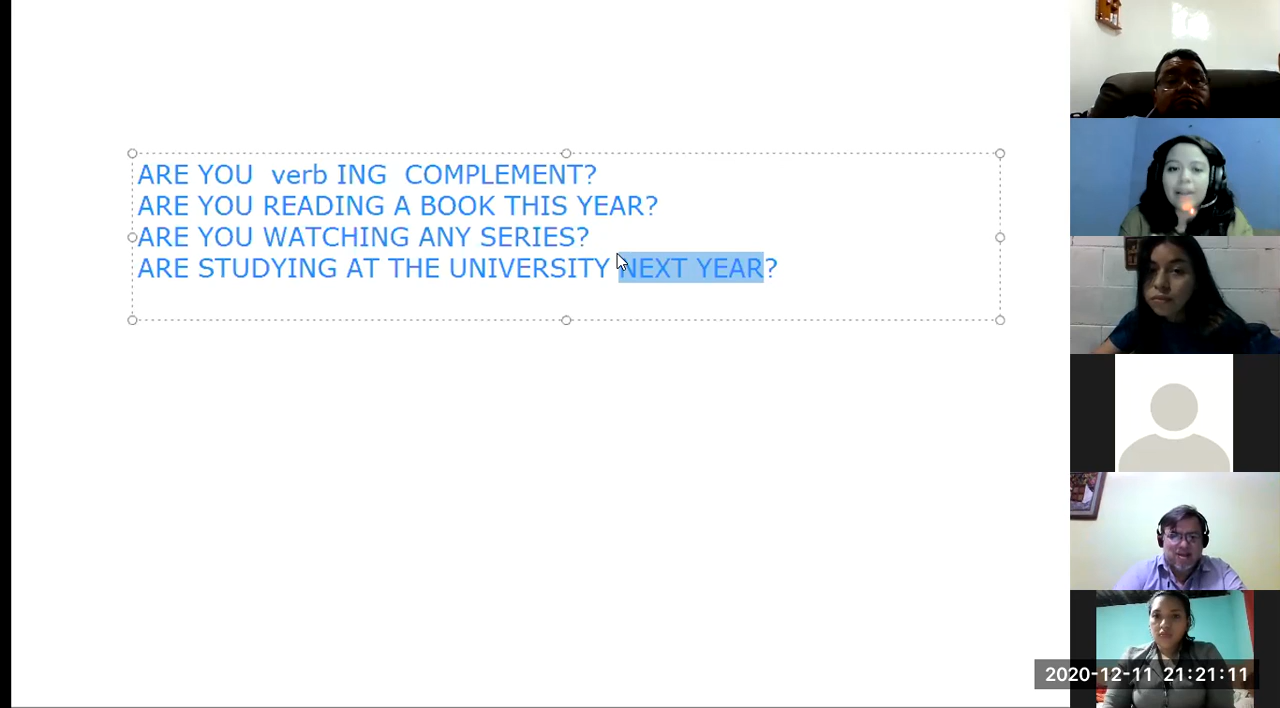 ARE YOU verb ING COMPLEMENT?
ARE YOU READING A BOOK THIS YEAR?
ARE YOU WATCHING ANY SERIES?
ARE STUDYING AT THE UNIVERSITY NEXT YEAR?
2020-12-11 21:21:11